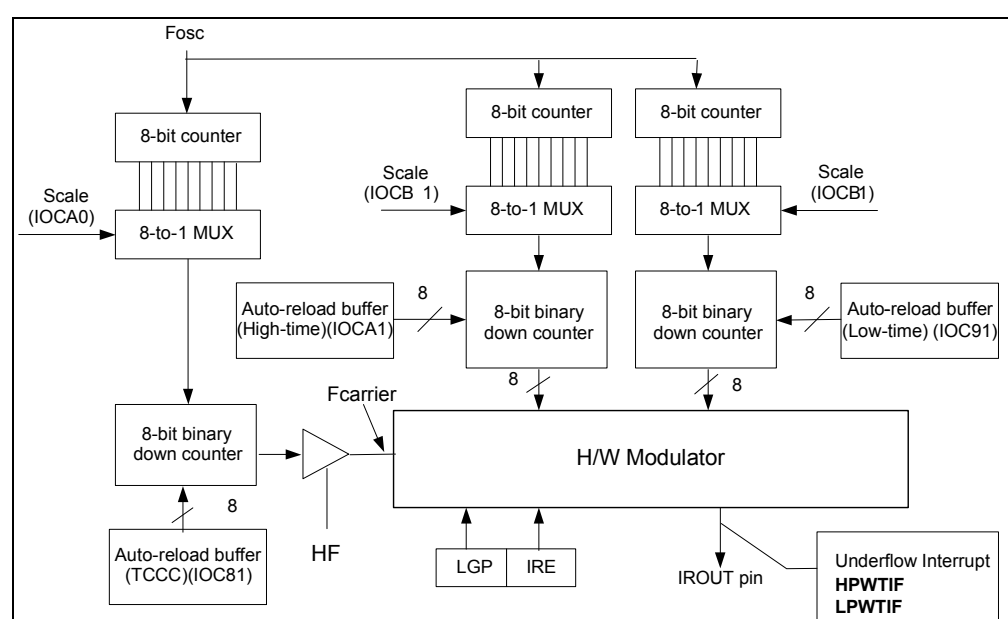 Fosc
8-bit counter
8-bit counter
8-bit counter
Scale
(IOCA0)
8-to-1 MUX
Scale
(IOCB 1)
8-to-1 MUX
8-to-1 MUX
Scale
(IOCB1)
Auto-reload buffer
(High-time)(IOCA1)
8
8-bit binary
down counter
8-bit binary
down counter
8
Auto-reload buffer
(Low-time) (IOC91)
8
8
8-bit binary
down counter
Fcarrier
H/W Modulator
8
Auto-reload buffer
(TCCC)(IOC81)
HF
LGP
IRE
IROUT pin
Underflow Interrupt
HPWTIF
LPWTIF